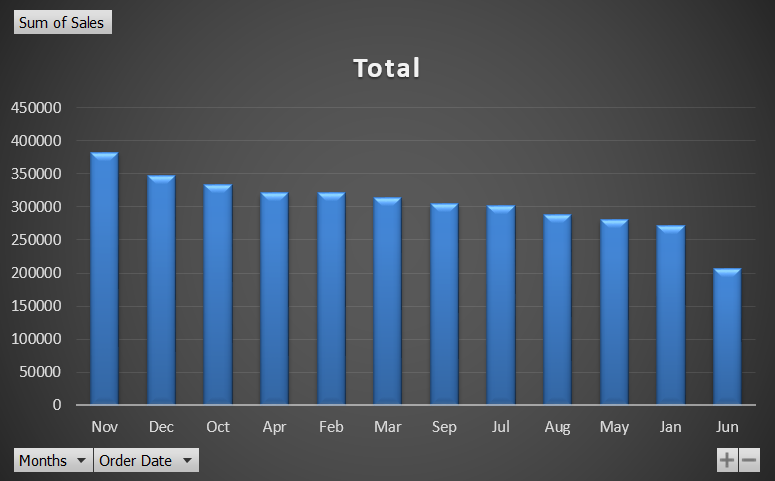 Sum of Sales
Total
450000
400000
350000
300000
250000
200000
150000
100000
50000
0
Nov Dec Oct Apr Feb Mar Sep Jul Aug May Jan Jun
Months Order Date